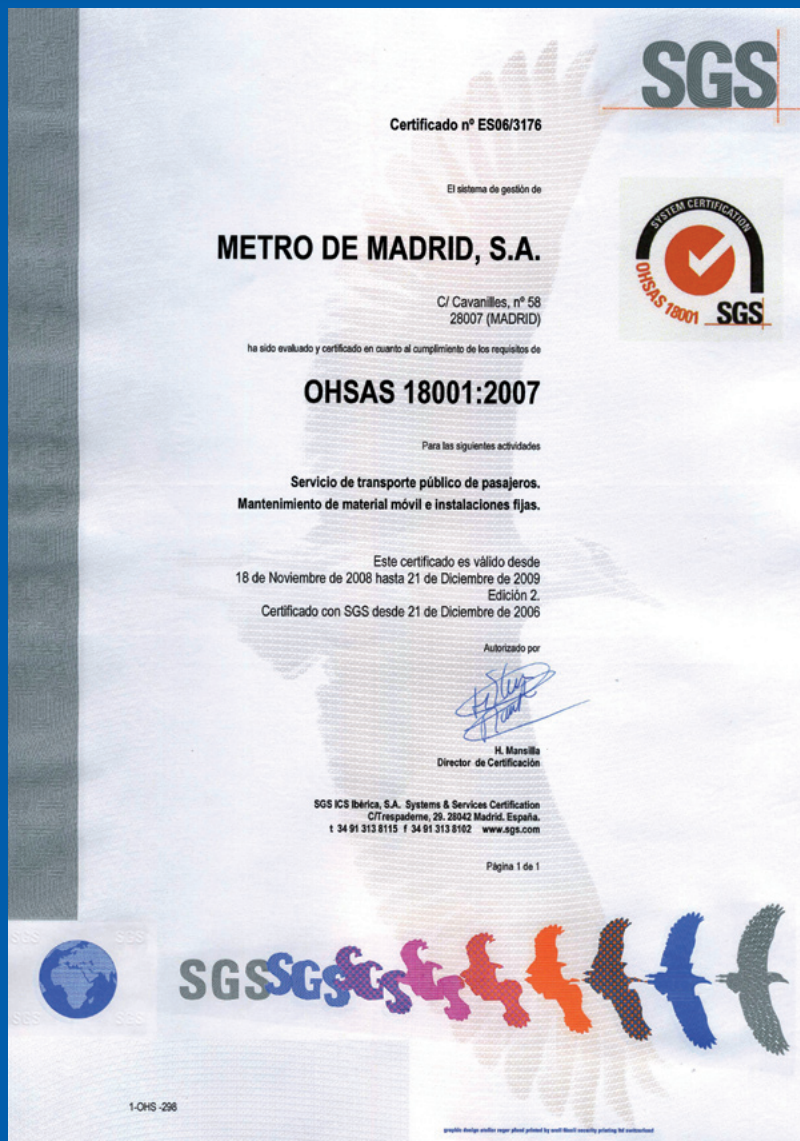 SGS
Certificado nº ES06/3176
El sistema de gestión de
METRO DE MADRID, S.A.
C/ Cavanilles, nº 58
28007 (MADRID)
ha sido evaluado y certificado en cuanto al cumplimiento de los requisitos de
OHSAS 18001:2007
SYSTEM CERTIFICATION
OHSAS 18001
SGS
Para las siguientes actividades
Servicio de transporte público de pasajeros.
Mantenimiento de material móvil e instalaciones fijas.
Este certificado es válido desde
18 de Noviembre de 2008 hasta 21 de Diciembre de 2009
Edición 2.
Certificado con SGS desde 21 de Diciembre de 2006
Autorizado por
H. Mansilla
Director de Certificación
SGS ICS Ibérica, S.A. Systems & Services Certification
C/Trespaderne, 29. 28042 Madrid. España.
t 34 91 313 8115 f 34 91 313 8102 www.sgs.com
Página 1 de 1
SGS SGS SGS
1-OHS -298